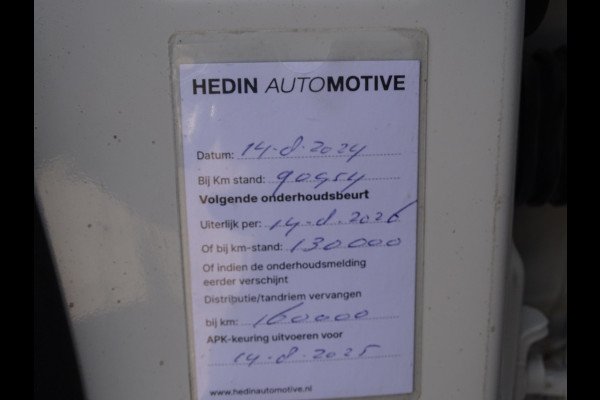 HEDIN AUTOMOTIVE
Datum: 14-8-2024
Bij Km stand: 90954
Volgende onderhoudsbeurt
Uiterlijk per: 14-8-2026
Of bij km-stand: 130000
Of indien de onderhoudsmelding
eerder verschijnt
Distributie/tandriem vervangen
bij km: 160000
APK-keuring uitvoeren voor
14-8-2025
www.hedinautomotive.nl